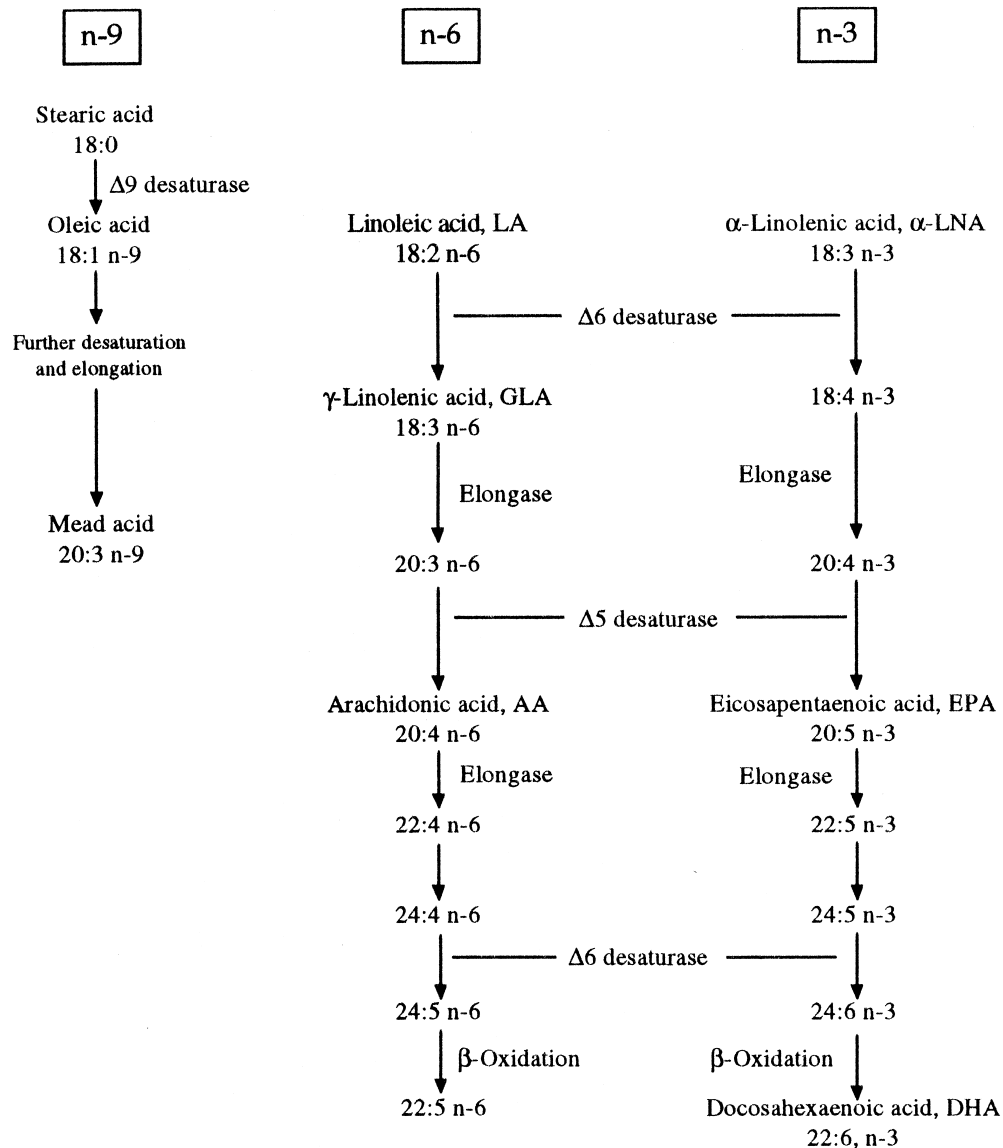 n-9
n-6
n-3
Stearic acid
18:0
Δ9 desaturase
Oleic acid
18:1 n-9
Linoleic acid, LA
18:2 n-6
α-Linolenic acid, α-LNA
18:3 n-3
Δ6 desaturase
Further desaturation
and elongation
γ-Linolenic acid, GLA
18:3 n-6
18:4 n-3
Elongase
Elongase
Mead acid
20:3 n-9
20:3 n-6
20:4 n-3
Δ5 desaturase
Arachidonic acid, AA
20:4 n-6
Eicosapentaenoic acid, EPA
20:5 n-3
Elongase
Elongase
22:4 n-6
22:5 n-3
24:4 n-6
24:5 n-3
Δ6 desaturase
24:5 n-6
24:6 n-3
β-Oxidation
β-Oxidation
22:5 n-6
Docosahexaenoic acid, DHA
22:6, n-3